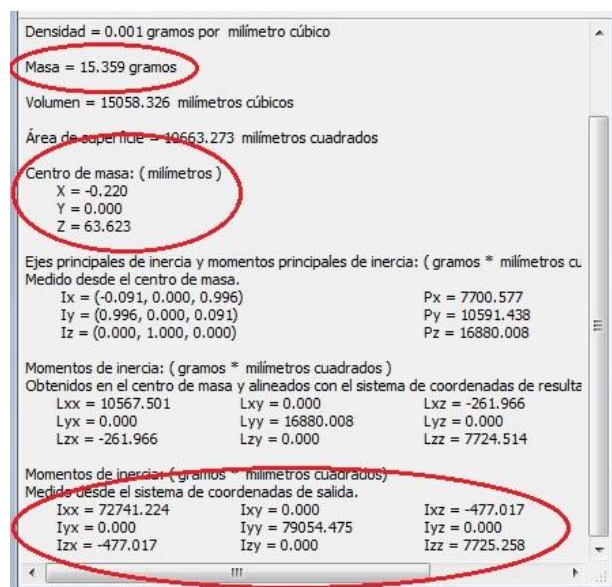 Densidad = 0.001 gramos por milímetro cúbico
Masa = 15.359 gramos
Volumen = 15058.326 milímetros cúbicos
Área de superficie = 10663.273 milímetros cuadrados
Centro de masa: ( milímetros )
X = -0.220
Y = 0.000
Z = 63.623
Ejes principales de inercia y momentos principales de inercia: ( gramos * milímetros cu
Medido desde el centro de masa.
Ix = (-0.091, 0.000, 0.996) Px = 7700.577
Iy = (0.996, 0.000, 0.091) Py = 10591.438
Iz = (0.000, 1.000, 0.000) Pz = 16880.008
Momentos de inercia: ( gramos * milímetros cuadrados )
Obtenidos en el centro de masa y alineados con el sistema de coordenadas de resulta
Lxx = 10567.501 Lxy = 0.000 Lxz = -261.966
Lyx = 0.000 Lyy = 16880.008 Lyz = 0.000
Lzx = -261.966 Lzy = 0.000 Lzz = 7724.514
Momentos de inercia: ( gramos * milímetros cuadrados)
Medido desde el sistema de coordenadas de salida.
Ixx = 72741.224 Ixy = 0.000 Ixz = -477.017
Iyx = 0.000 Iyy = 79054.475 Iyz = 0.000
Izx = -477.017 Izy = 0.000 Izz = 7725.258